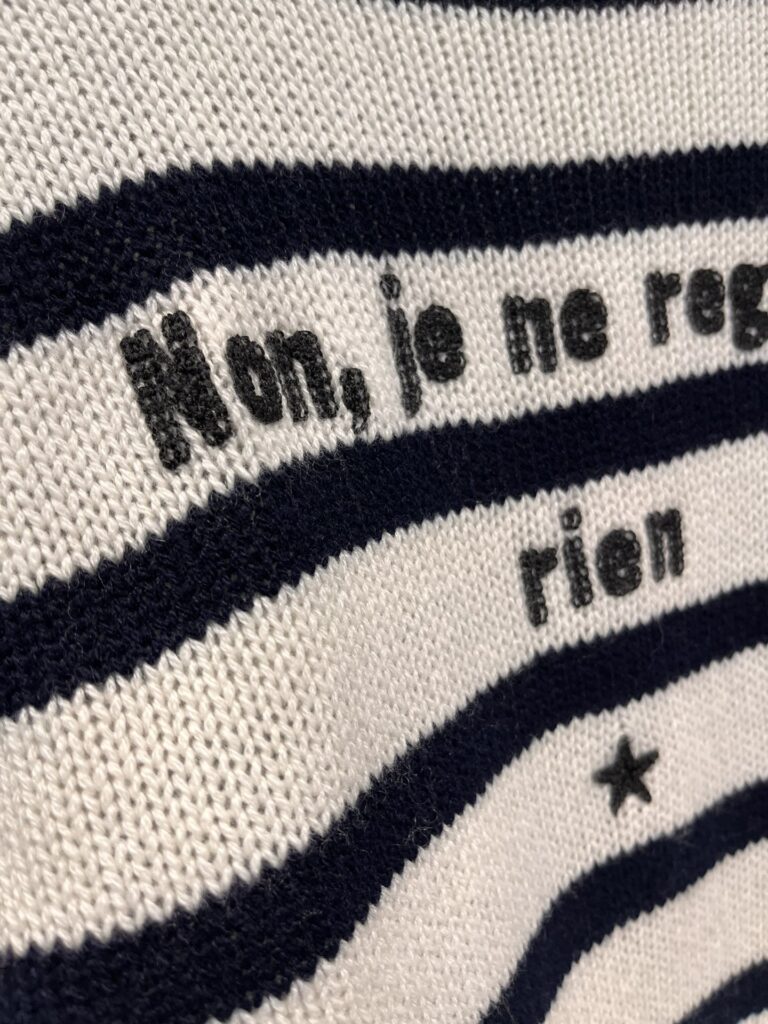 Non, je ne reg
rien